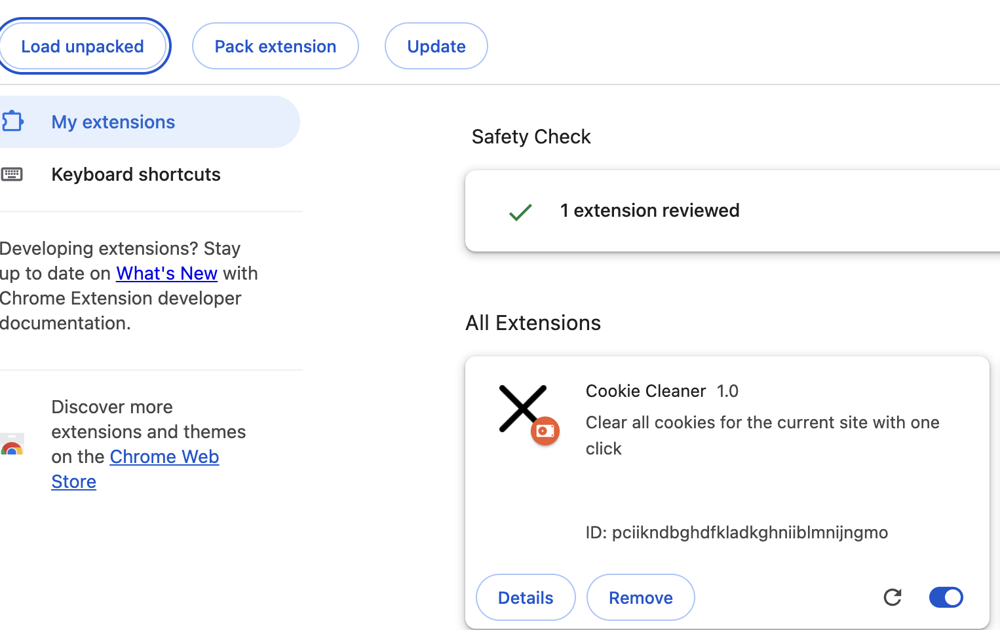 Load unpacked
Pack extension
Update
My extensions
Keyboard shortcuts
Developing extensions? Stay
up to date on What's New with
Chrome Extension developer
documentation.
Discover more
extensions and themes
on the Chrome Web
Store
Safety Check
1 extension reviewed
All Extensions
Cookie Cleaner 1.0
Clear all cookies for the current site with one
click
ID: pciikndbghdfkladkghniiblmnijngmo
Details
Remove